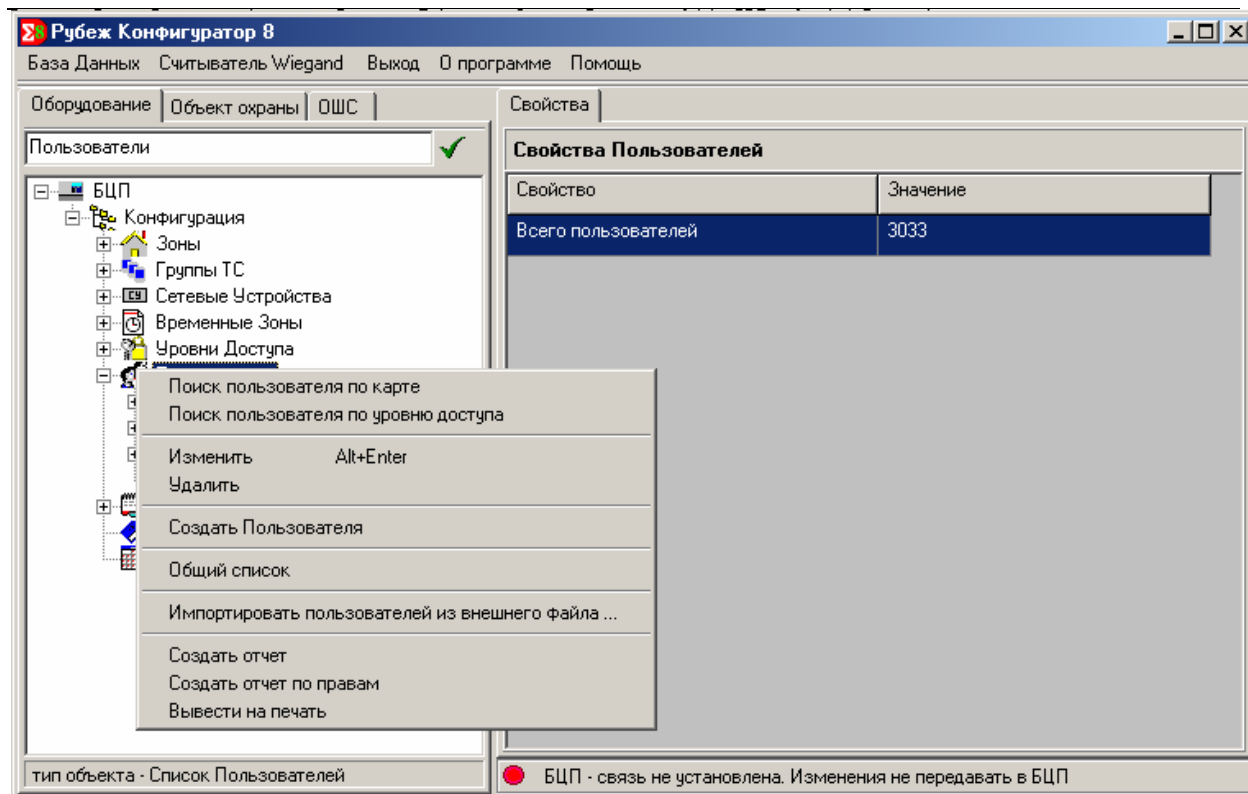 Рубеж Конфигуратор 8
База Данных Считыватель Wiegand Выход О программе Помощь
Оборудование Объект охраны ОШС
Свойства
Пользователи
Свойства Пользователей
Свойство Значение
Всего пользователей 3033
БЦП
Конфигурация
Зоны
Группы ТС
СУ Сетевые Устройства
Временные Зоны
Уровни Доступа
Поиск пользователя по карте
Поиск пользователя по уровню доступа
Изменить Alt+Enter
Удалить
Создать Пользователя
Общий список
Импортировать пользователей из внешнего файла ...
Создать отчет
Создать отчет по правам
Вывести на печать
тип объекта - Список Пользователей
БЦП - связь не установлена. Изменения не передавать в БЦП